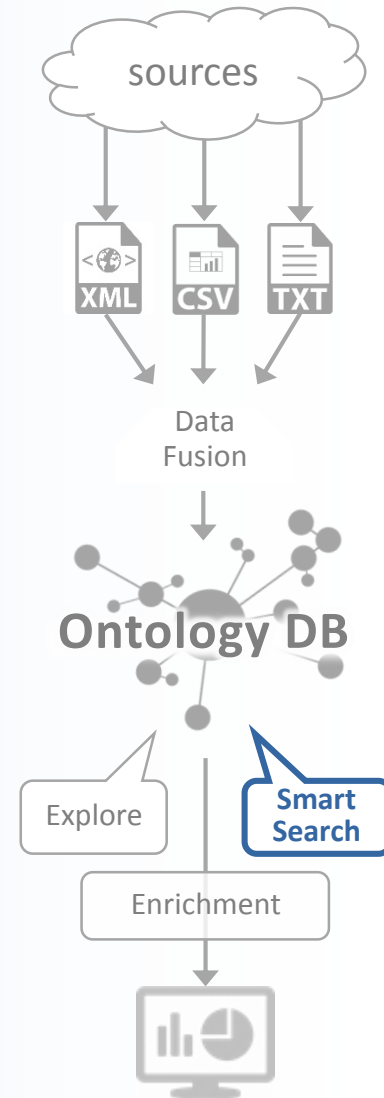 sources
< >
XML
CSV
TXT
Data
Fusion
Ontology DB
Explore
Smart
Search
Enrichment